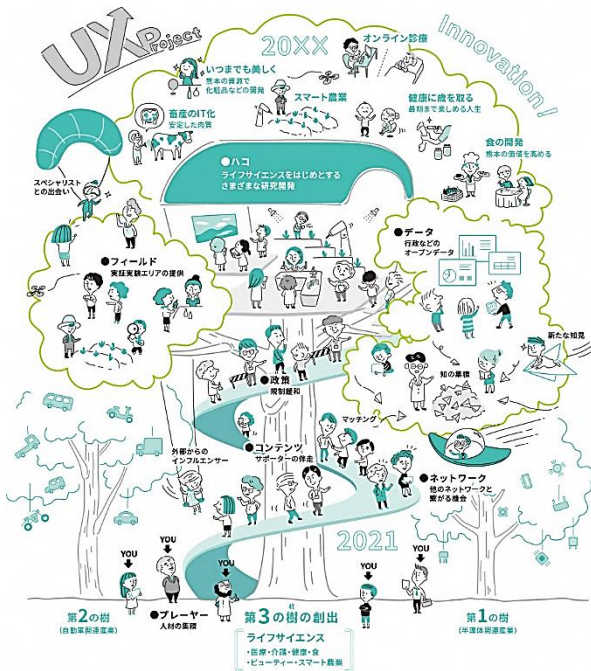 UX Project
20XX
Innovation!
オンライン診療
いつまでも美しく
熊本の資源で
化粧品などの開発
スマート農業
健康に歳を取る
最期まで楽しめる人生
畜産のIT化
安定した肉質
食の開発
熊本の価値を高める
●ハコ
ライフサイエンスをはじめとする
さまざまな研究開発
スペシャリスト
との出会い
●フィールド
実証実験エリアの提供
●データ
行政などの
オープンデータ
新たな知見
知の集積
●政策
規制緩和
マッチング
外部からの
インフルエンサー
●コンテンツ
サポーターの伴走
●ネットワーク
他のネットワークと
繋がる機会
2021
YOU
YOU
YOU
YOU
YOU
第2の樹
(自動車関連産業)
●プレーヤー
人材の集積
第3の樹の創出
ライフサイエンス
・医療・介護・健康・食
・ビューティー・スマート農業
第1の樹
(半導体関連産業)